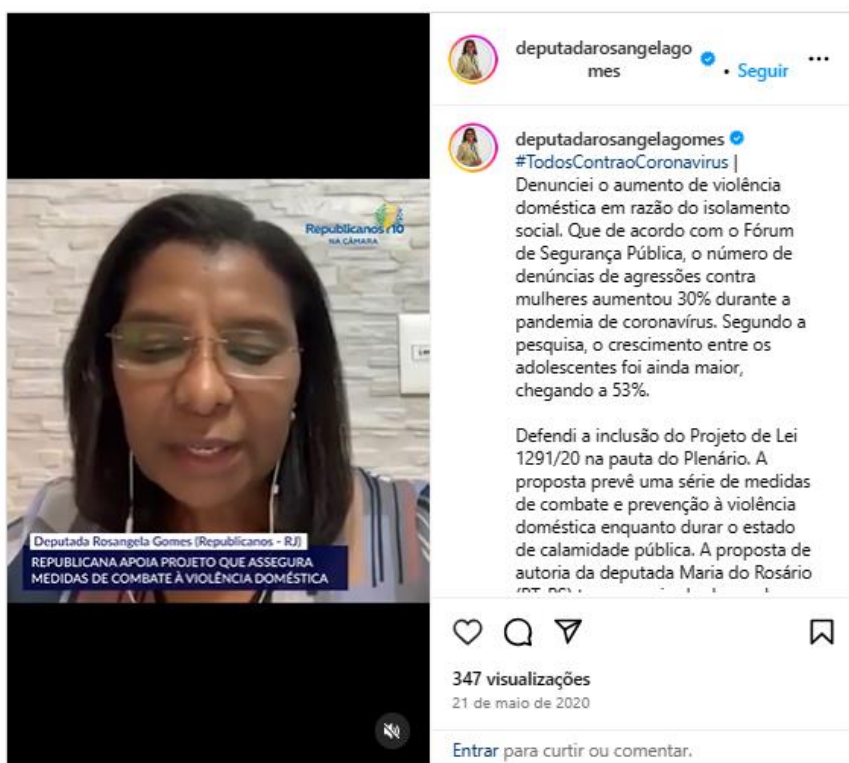 Republicanos 10
NA CÂMARA
Deputada Rosangela Gomes (Republicanos - RJ)
REPUBLICANA APOIA PROJETO QUE ASSEGURA
MEDIDAS DE COMBATE À VIOLÊNCIA DOMÉSTICA
deputadarosangelago
mes • Seguir
deputadarosangelagomes
#TodosContraoCoronavirus |
Denunciei o aumento de violência
doméstica em razão do isolamento
social. Que de acordo com o Fórum
de Segurança Pública, o número de
denúncias de agressões contra
mulheres aumentou 30% durante a
pandemia de coronavírus. Segundo a
pesquisa, o crescimento entre os
adolescentes foi ainda maior,
chegando a 53%.
Defendi a inclusão do Projeto de Lei
1291/20 na pauta do Plenário. A
proposta prevê uma série de medidas
de combate e prevenção à violência
doméstica enquanto durar o estado
de calamidade pública. A proposta de
autoria da deputada Maria do Rosário
347 visualizações
21 de maio de 2020
Entrar para curtir ou comentar.